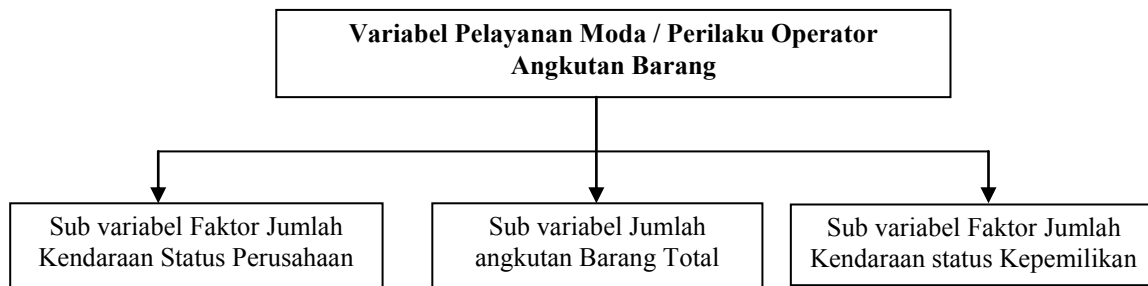 Variabel Pelayanan Moda / Perilaku Operator
Angkutan Barang
Sub variabel Faktor Jumlah
Kendaraan Status Perusahaan
Sub variabel Jumlah
angkutan Barang Total
Sub variabel Faktor Jumlah
Kendaraan status Kepemilikan